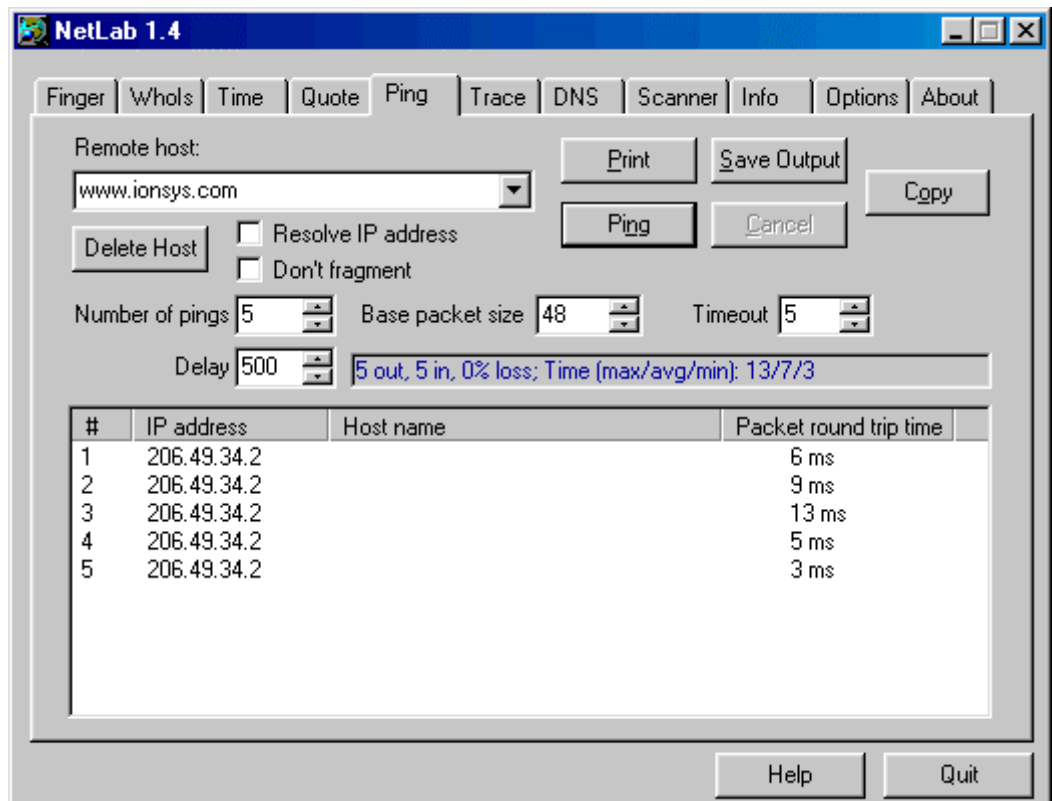 NetLab 1.4
Finger WhoIs Time Quote Ping Trace DNS Scanner Info Options About
Remote host:
www.ionsys.com
Print Save Output
Copy
Ping Cancel
Delete Host
Resolve IP address
Don't fragment
Number of pings 5 Base packet size 48 Timeout 5
Delay 500 5 out, 5 in, 0% loss; Time (max/avg/min): 13/7/3
# IP address Host name Packet round trip time
1 206.49.34.2 6 ms
2 206.49.34.2 9 ms
3 206.49.34.2 13 ms
4 206.49.34.2 5 ms
5 206.49.34.2 3 ms
Help Quit